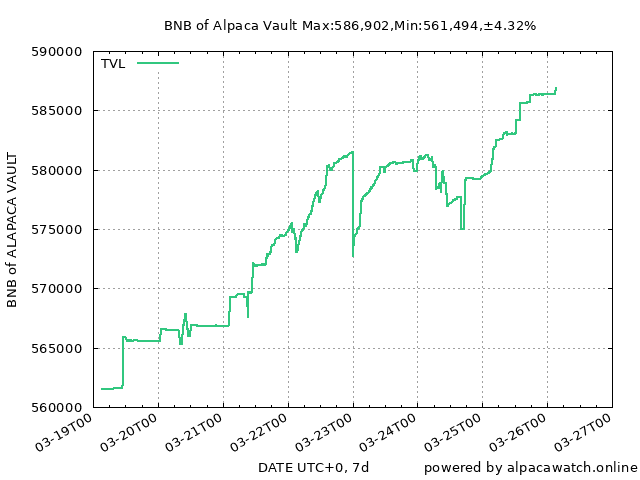 BNB of Alpaca Vault Max:586,902,Min:561,494,±4.32%
TVL
590000
585000
580000
575000
570000
565000
560000
BNB of ALAPACA VAULT
03-19T00
03-20T00
03-21T00
03-22T00
03-23T00
03-24T00
03-25T00
03-26T00
03-27T00
DATE UTC+0, 7d
powered by alpacawatch.online